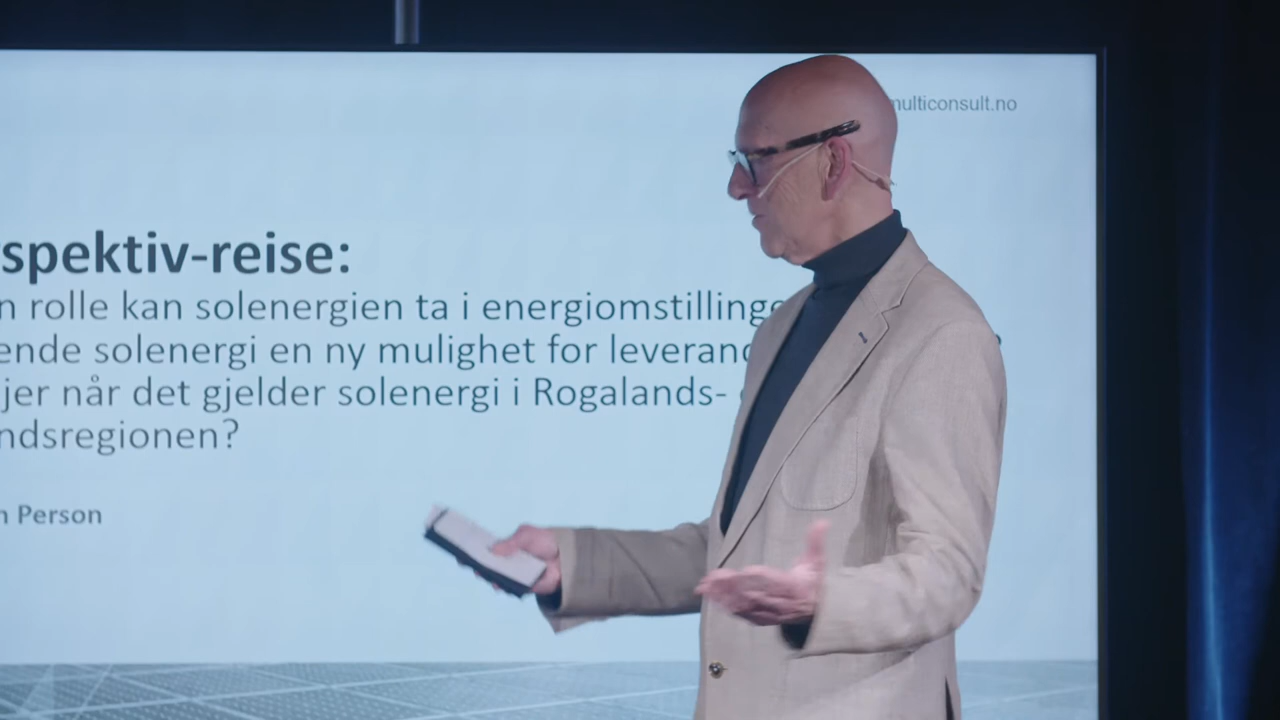 multiconsult.no
spektiv-reise:
n rolle kan solenergien ta i energiomstillinge
ende solenergi en ny mulighet for leveran
jer når det gjelder solenergi i Rogalands-
ndsregionen?
n Person